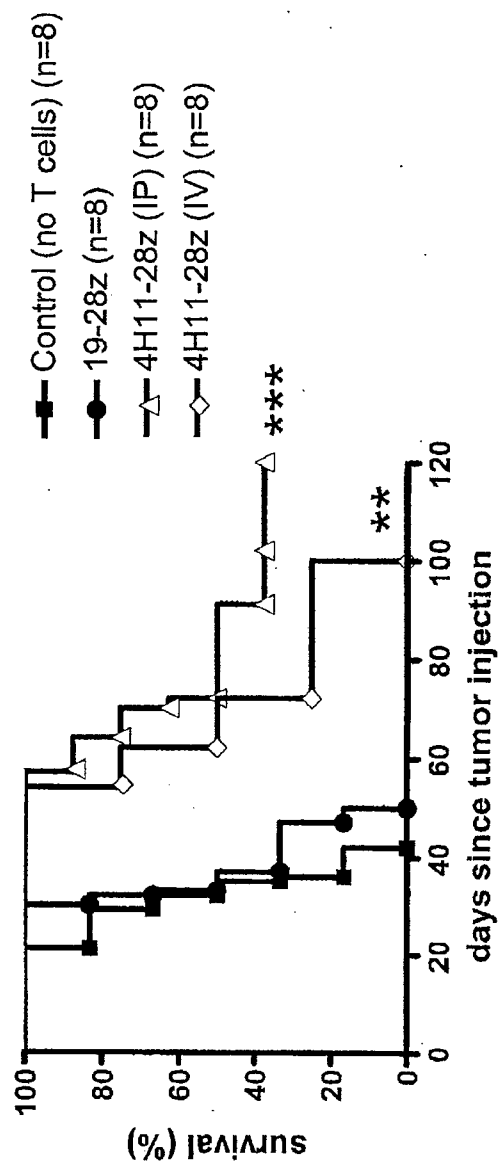 Control (no T cells) (n=8)
19-28z (n=8)
4H11-28z (IP) (n=8)
4H11-28z (IV) (n=8)
survival (%)
100
80
60
40
20
0
***
**
0 20 40 60 80 100 120
days since tumor injection